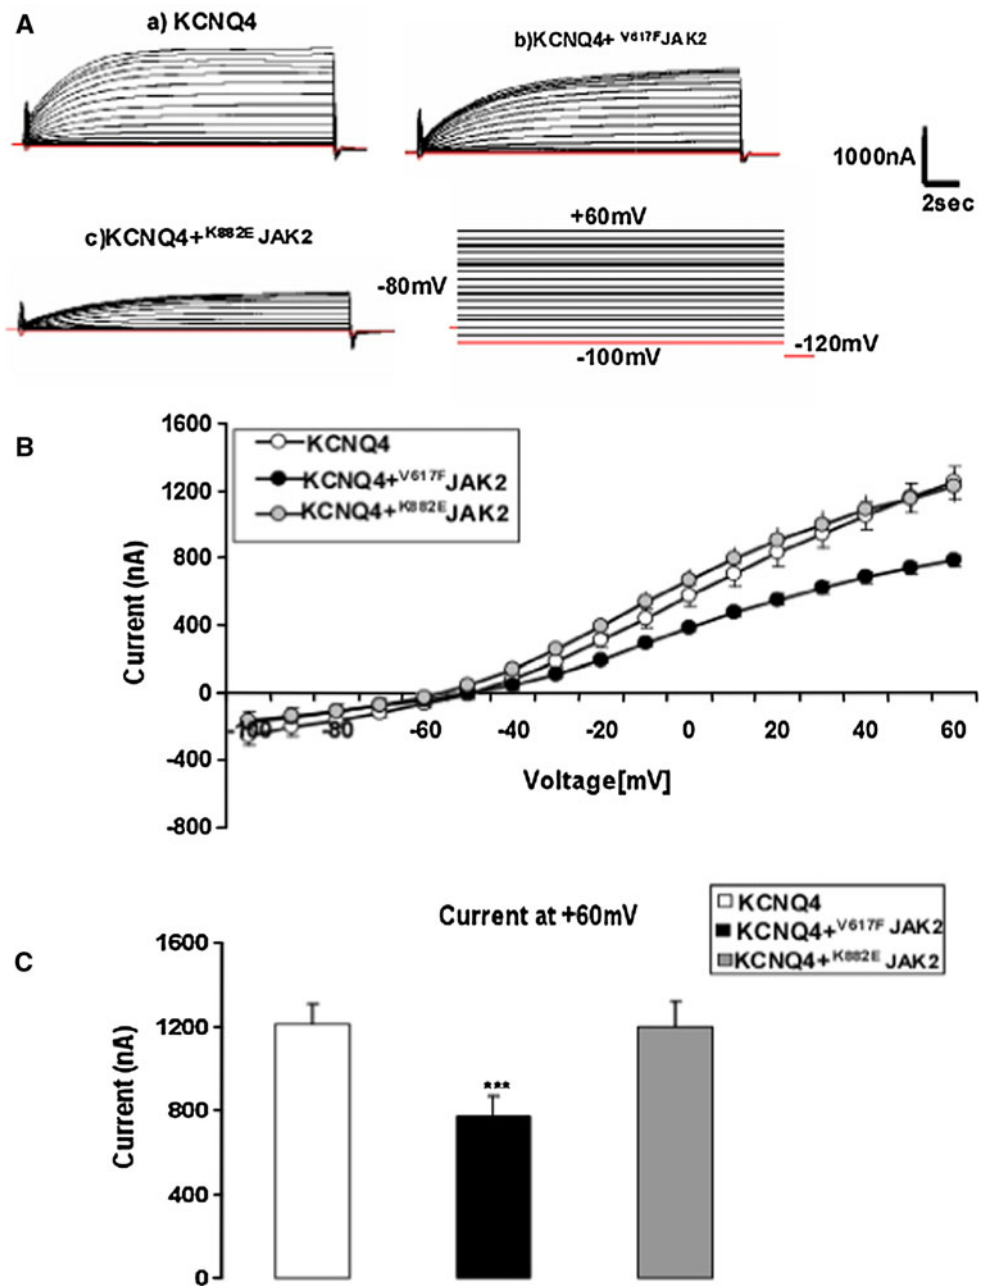 A
a) KCNQ4
b)KCNQ4+ V617FJAK2
1000nA
2sec
c)KCNQ4+K882E JAK2
+60mV
-80mV
-120mV
-100mV
B
1600
1200
800
400
0
-400
-800
Current (nA)
KCNQ4
KCNQ4+V617FJAK2
KCNQ4+K882EJAK2
-100
-80
-60
-40
-20
0
20
40
60
Voltage[mV]
C
Current at +60mV
KCNQ4
KCNQ4+V617F JAK2
KCNQ4+K882E JAK2
1600
1200
800
400
0
Current (nA)
***